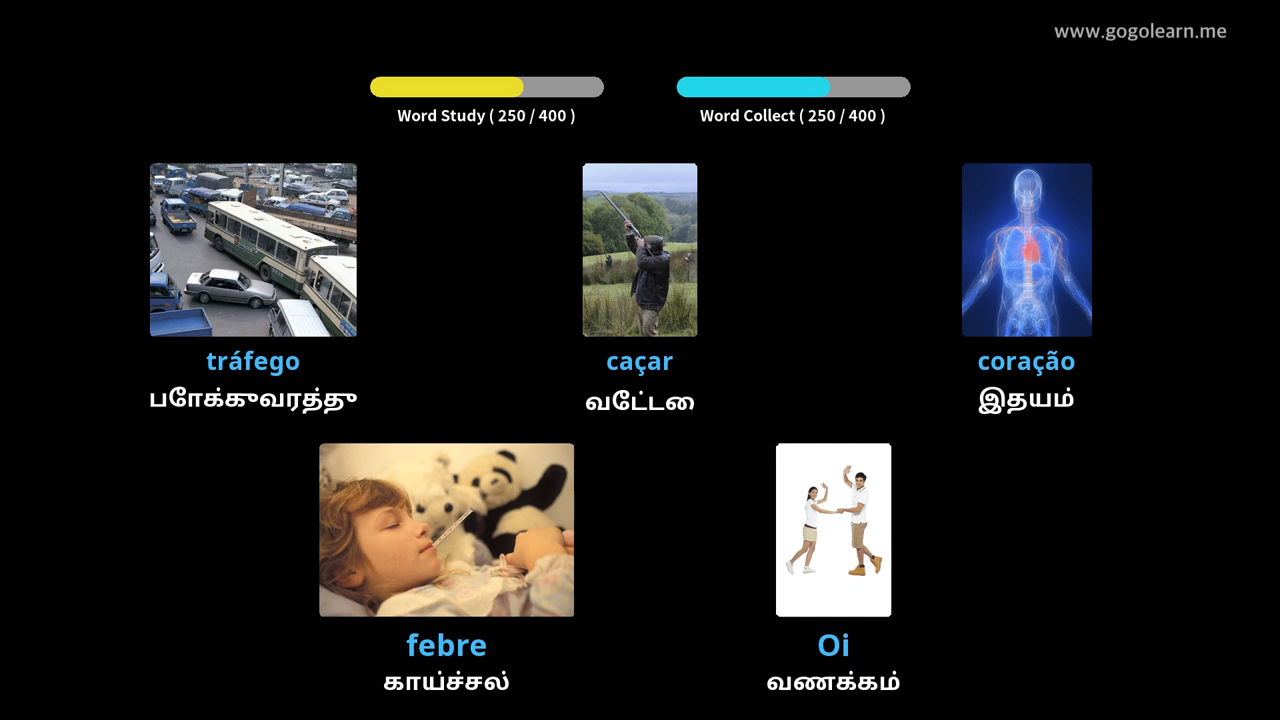 www.gogolearn.me
Word Study ( 250 / 400 )
Word Collect ( 250 / 400 )
tráfego
போக்குவரத்து
caçar
வேட்டை
coração
இதயம்
febre
காய்ச்சல்
Oi
வணக்கம்